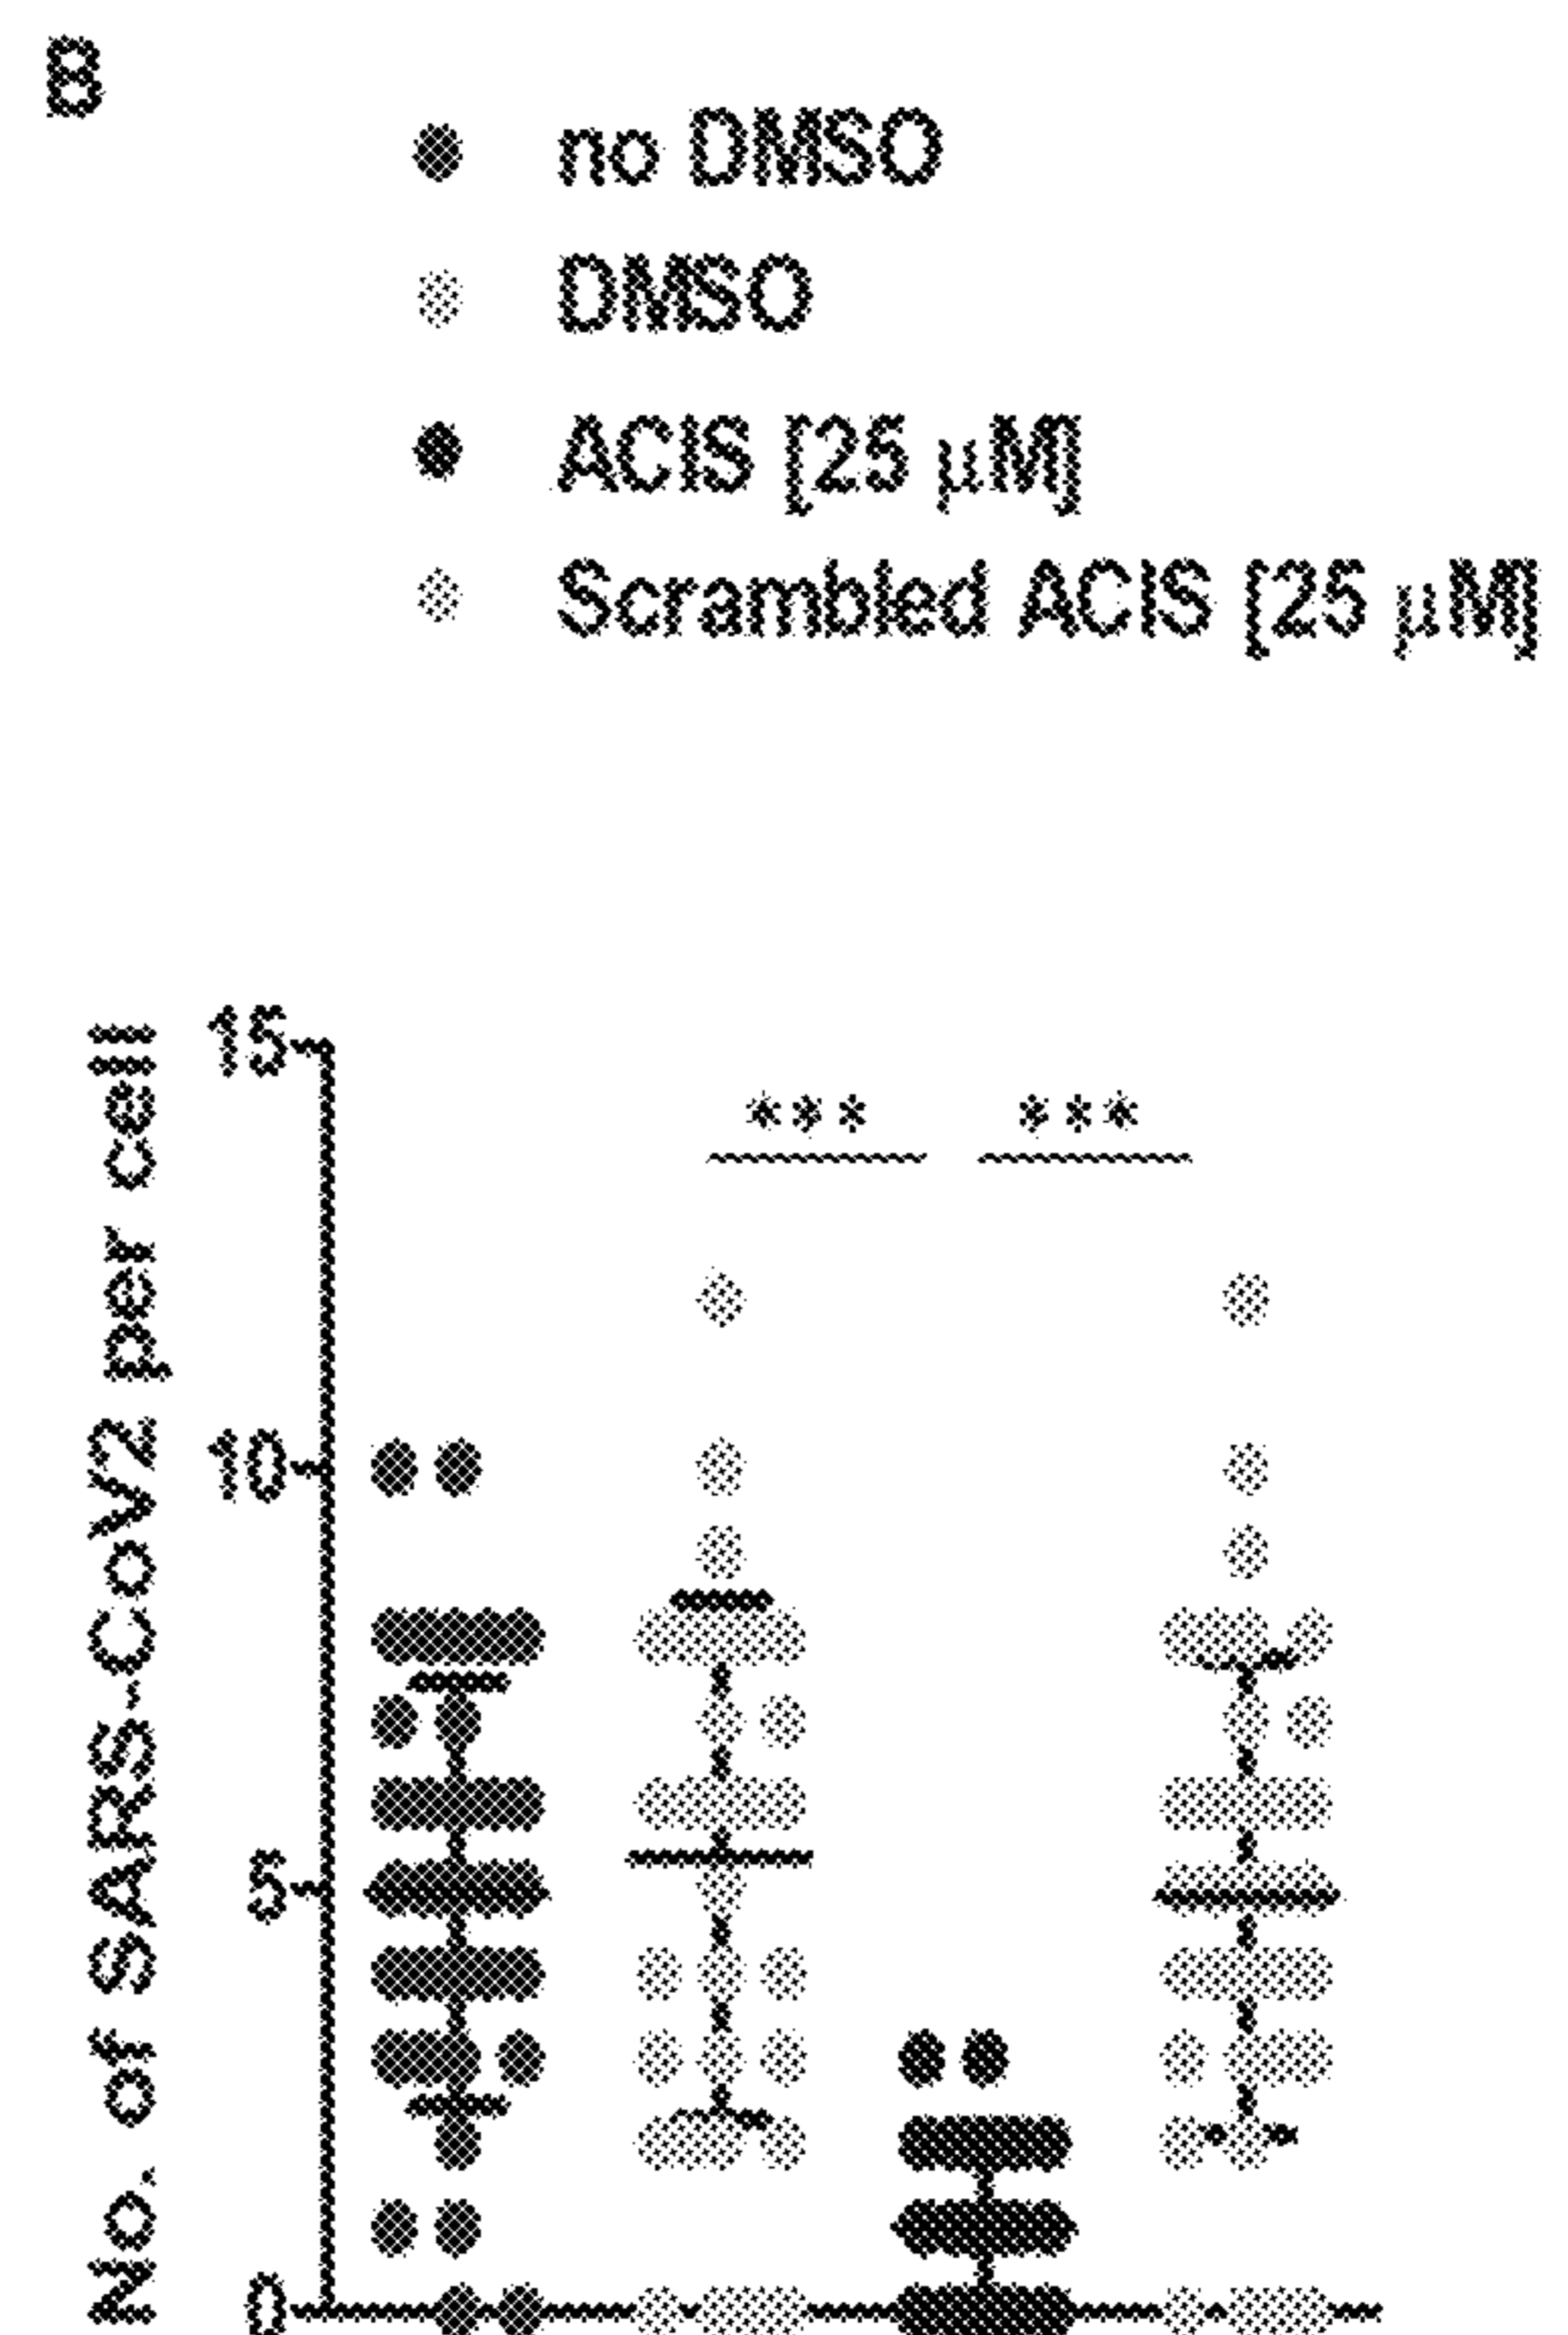 B
no DMSO
DMSO
ACIS [25 μM]
Scrambled ACIS [25 μM]
No. of SARS-CoV2 per cell
15
*** ***
10
5
0